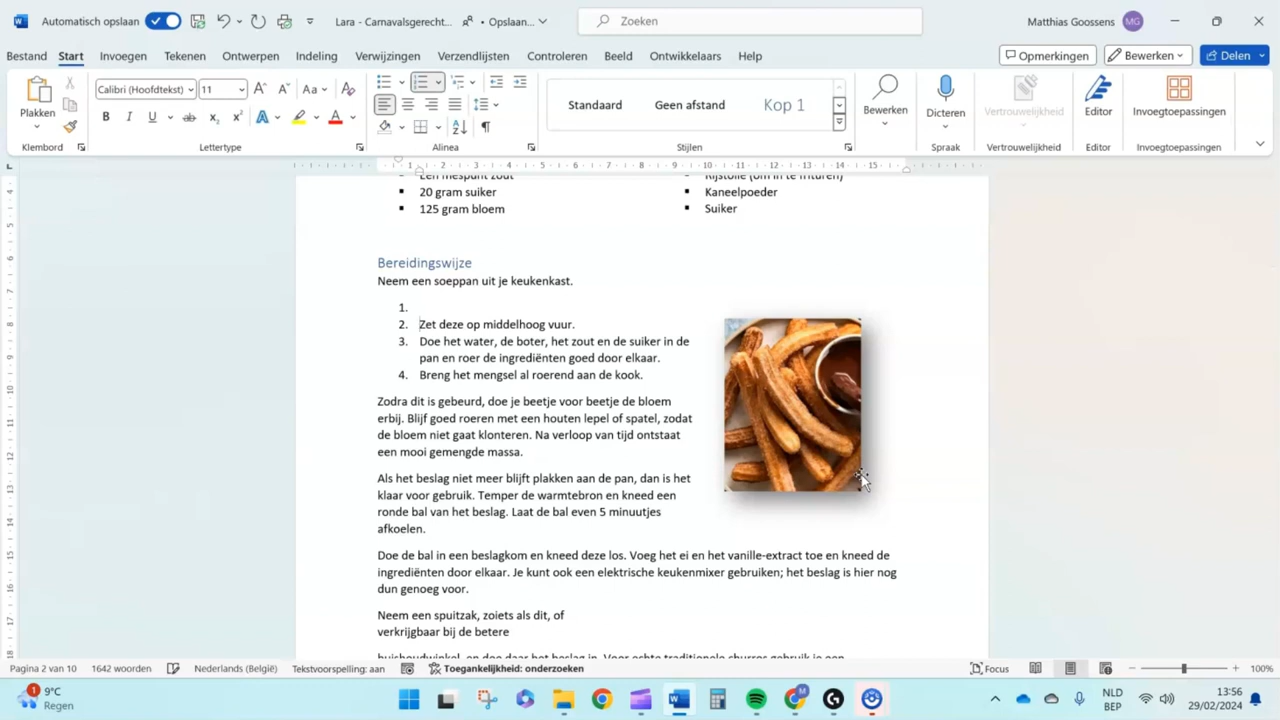 Automatisch opslaan
Lara - Carnavalsgerecht...
• Opslaan...
Zoeken
Matthias Goossens
MG
Bestand Start Invoegen Tekenen Ontwerpen Indeling Verwijzingen Verzendlijsten Controleren Beeld Ontwikkelaars Help
Opmerkingen
Bewerken
Delen
Plakken
Klembord
Calibri (Hoofdtekst) 11
Lettertype
Alinea
Standaard Geen afstand Kop 1
Stijlen
Bewerken
Dicteren
Spraak
Vertrouwelijkheid
Vertrouwelijkheid
Editor
Editor
Invoegtoepassingen
Invoegtoepassingen
Een mespunt zout
20 gram suiker
125 gram bloem
Rijstolie (om in te frituren)
Kaneelpoeder
Suiker
Bereidingswijze
Neem een soeppan uit je keukenkast.
1.
2. Zet deze op middelhoog vuur.
3. Doe het water, de boter, het zout en de suiker in de
pan en roer de ingrediënten goed door elkaar.
4. Breng het mengsel al roerend aan de kook.
Zodra dit is gebeurd, doe je beetje voor beetje de bloem
erbij. Blijf goed roeren met een houten lepel of spatel, zodat
de bloem niet gaat klonteren. Na verloop van tijd ontstaat
een mooi gemengde massa.
Als het beslag niet meer blijft plakken aan de pan, dan is het
klaar voor gebruik. Temper de warmtebron en kneed een
ronde bal van het beslag. Laat de bal even 5 minuutjes
afkoelen.
Doe de bal in een beslagkom en kneed deze los. Voeg het ei en het vanille-extract toe en kneed de
ingrediënten door elkaar. Je kunt ook een elektrische keukenmixer gebruiken; het beslag is hier nog
dun genoeg voor.
Neem een spuitzak, zoiets als dit, of
verkrijgbaar bij de betere
huishoudwinkel, en doe daar het beslag in. Voor echte traditionele churros gebruik je een
Pagina 2 van 10 1642 woorden Nederlands (België) Tekstvoorspelling: aan Toegankelijkheid: onderzoeken
Focus
100%
1
9°C
Regen
NLD
BEP
13:56
29/02/2024